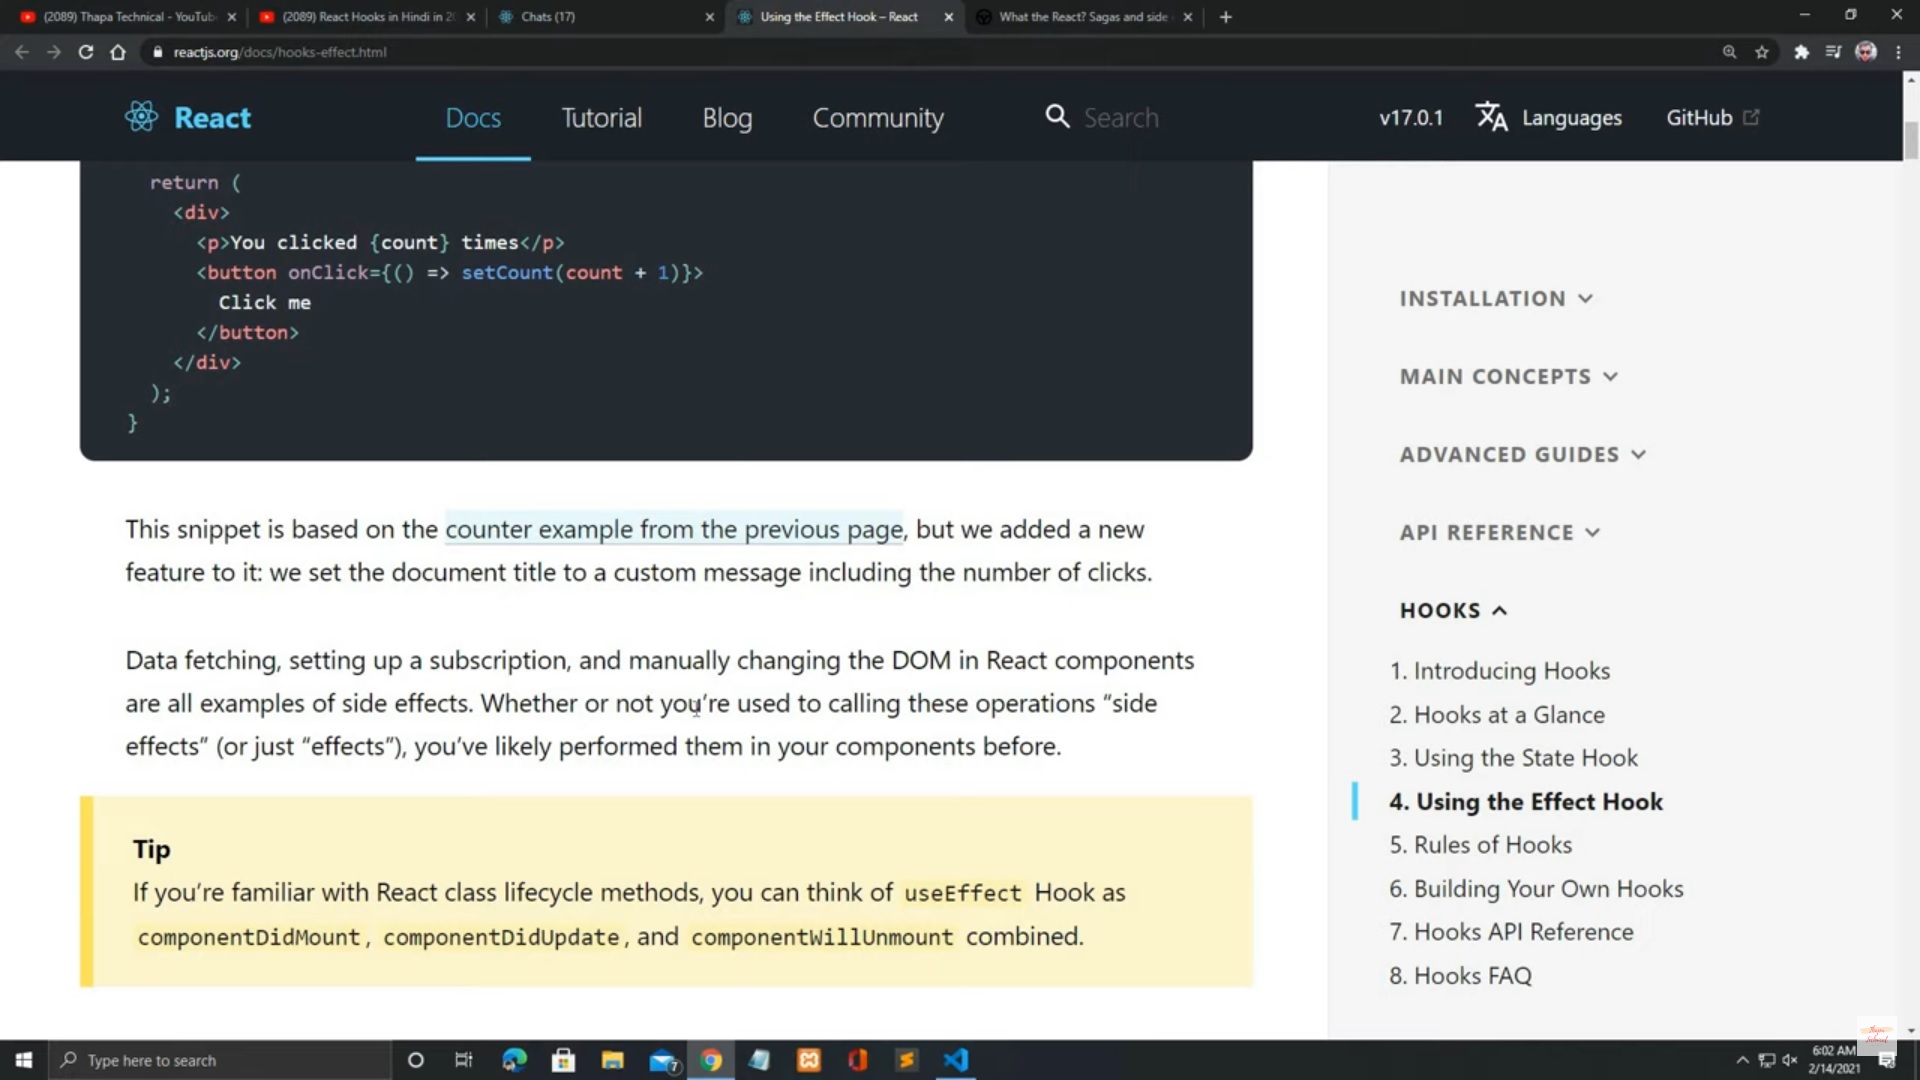 (2089) Thapa Technical - YouTub
(2089) React Hooks in Hindi in 20
Chats (17)
Using the Effect Hook – React
What the React? Sagas and side
reactjs.org/docs/hooks-effect.html
React
Docs
Tutorial
Blog
Community
Search
v17.0.1
Languages
GitHub
return (
<div>
<p>You clicked {count} times</p>
<button onClick={() => setCount(count + 1)}>
Click me
</button>
</div>
);
}
This snippet is based on the counter example from the previous page, but we added a new
feature to it: we set the document title to a custom message including the number of clicks.
Data fetching, setting up a subscription, and manually changing the DOM in React components
are all examples of side effects. Whether or not you’re used to calling these operations “side
effects” (or just “effects”), you’ve likely performed them in your components before.
Tip
If you’re familiar with React class lifecycle methods, you can think of useEffect Hook as
componentDidMount, componentDidUpdate, and componentWillUnmount combined.
INSTALLATION
MAIN CONCEPTS
ADVANCED GUIDES
API REFERENCE
HOOKS
1. Introducing Hooks
2. Hooks at a Glance
3. Using the State Hook
4. Using the Effect Hook
5. Rules of Hooks
6. Building Your Own Hooks
7. Hooks API Reference
8. Hooks FAQ
Type here to search
7
6:02 AM
2/14/2021